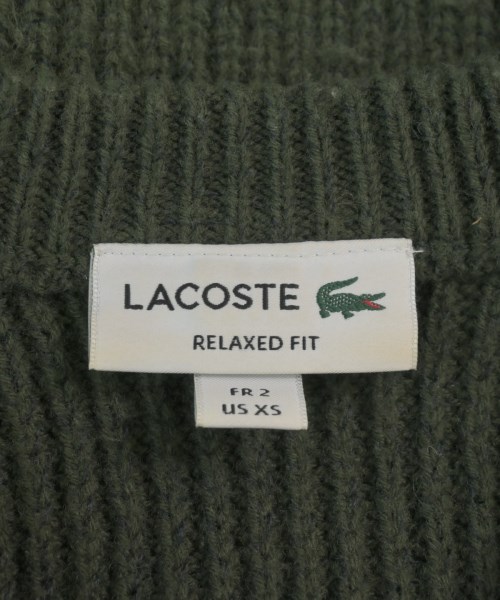 LACOSTE
RELAXED FIT
FR 2
US XS